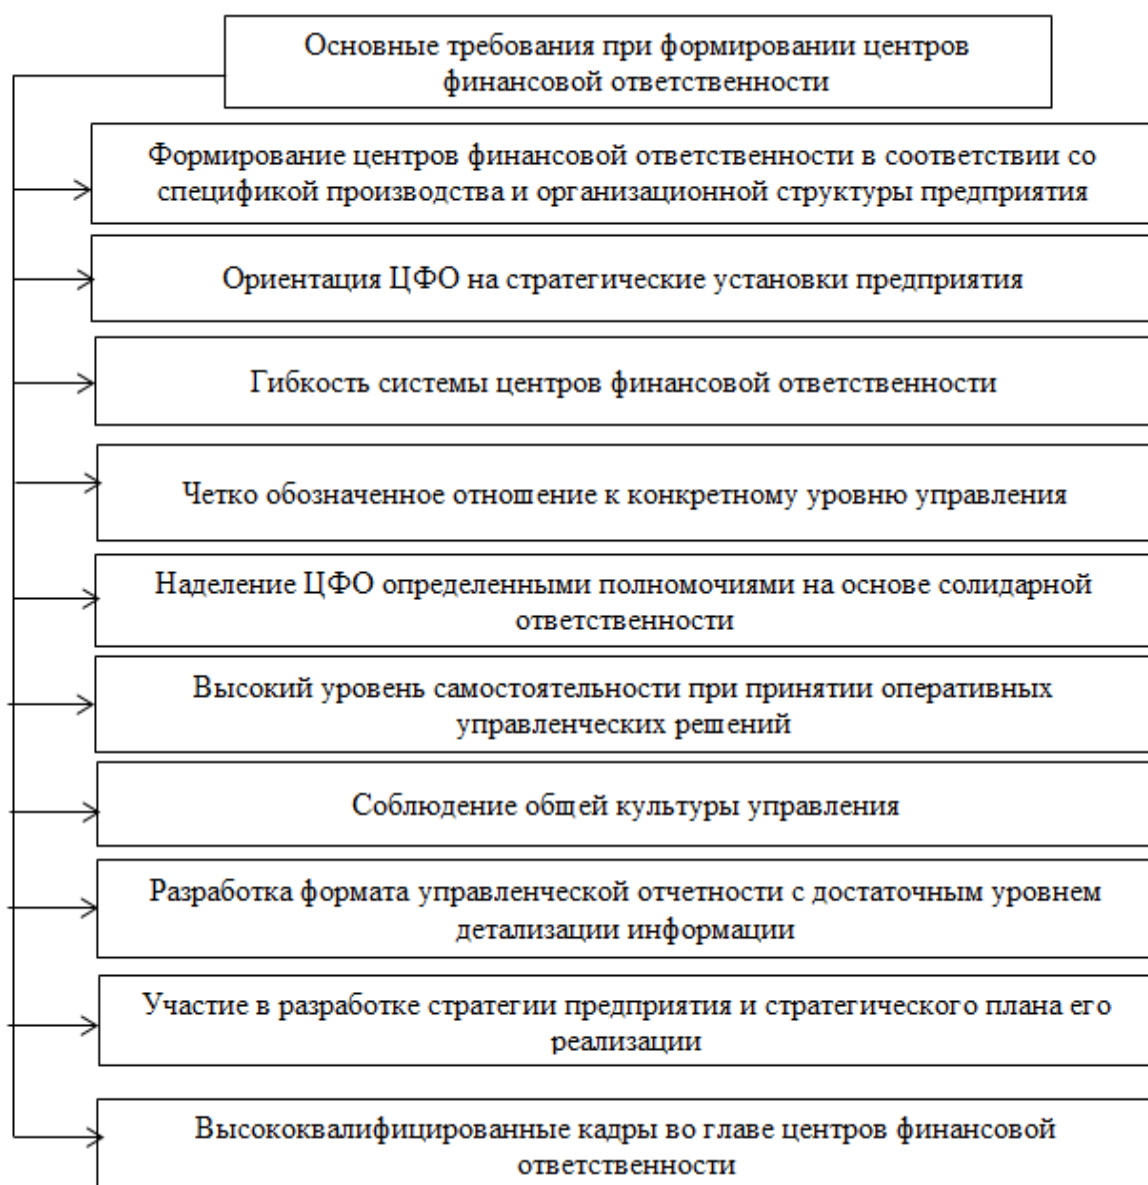 Основные требования при формировании центров
финансовой ответственности
Формирование центров финансовой ответственности в соответствии со
спецификой производства и организационной структуры предприятия
Ориентация ЦФО на стратегические установки предприятия
Гибкость системы центров финансовой ответственности
Четко обозначенное отношение к конкретному уровню управления
Наделение ЦФО определенными полномочиями на основе солидарной
ответственности
Высокий уровень самостоятельности при принятии оперативных
управленческих решений
Соблюдение общей культуры управления
Разработка формата управленческой отчетности с достаточным уровнем
детализации информации
Участие в разработке стратегии предприятия и стратегического плана его
реализации
Высококвалифицированные кадры во главе центров финансовой
ответственности